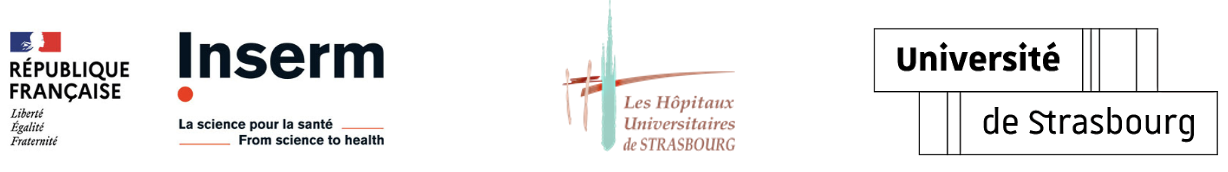 RÉPUBLIQUE
FRANÇAISE
Liberté
Égalité
Fraternité
Inserm
La science pour la santé
From science to health
Les Hôpitaux
Universitaires
de STRASBOURG
Université
de Strasbourg